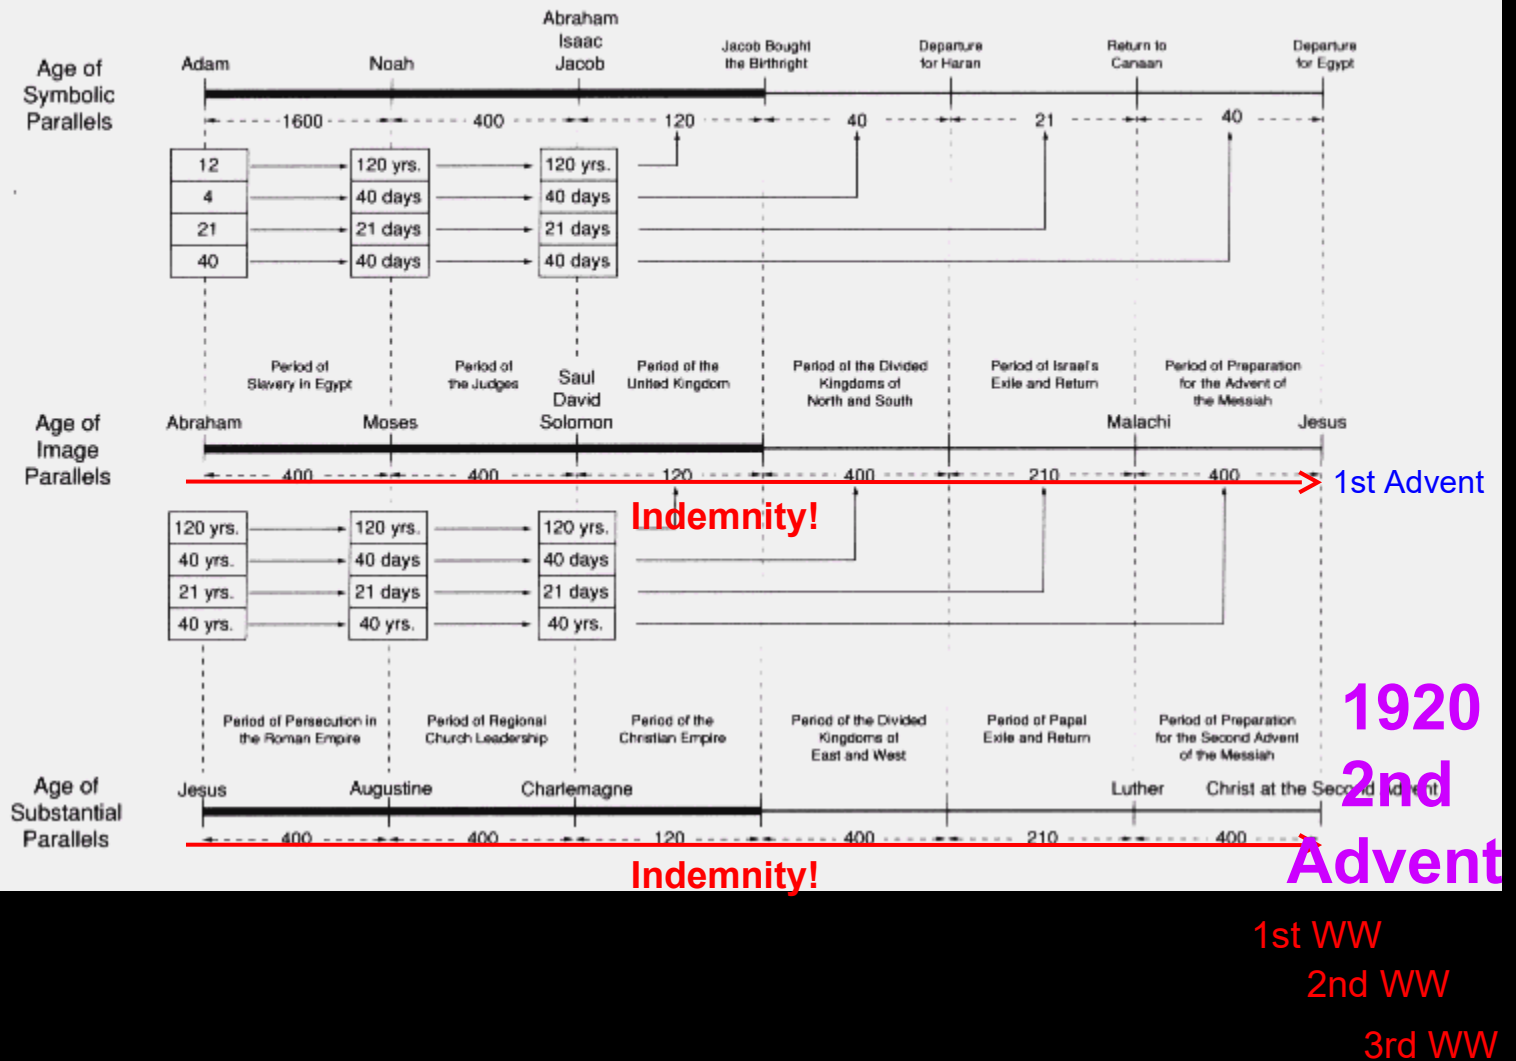 Abraham
Isaac
Jacob
Adam
Noah
Jacob Bought
the Birthright
Departure
for Haran
Return to
Canaan
Departure
for Egypt
Age of
Symbolic
Parallels
1600 400 120 40 21 40
12 120 yrs. 120 yrs.
4 40 days 40 days
21 21 days 21 days
40 40 days 40 days
Period of
Slavery in Egypt
Period of
the Judges
Saul
David
Solomon
Period of the
United Kingdom
Period of the Divided
Kingdoms of
North and South
Period of Israel's
Exile and Return
Period of Preparation
for the Advent of
the Messiah
Age of
Image
Parallels
Abraham
Moses
Malachi
Jesus
400 400 120 400 210 400
1st Advent
Indemnity!
120 yrs. 120 yrs. 120 yrs.
40 yrs. 40 days 40 days
21 yrs. 21 days 21 days
40 yrs. 40 yrs. 40 yrs.
Period of Persecution in
the Roman Empire
Period of Regional
Church Leadership
Period of the
Christian Empire
Period of the Divided
Kingdoms of
East and West
Period of Papal
Exile and Return
Period of Preparation
for the Second Advent
of the Messiah
1920
2nd
Advent
Age of
Substantial
Parallels
Jesus
Augustine
Charlemagne
Luther
Christ at the Second Advent
400 400 120 400 210 400
Indemnity!
1st WW
2nd WW
3rd WW